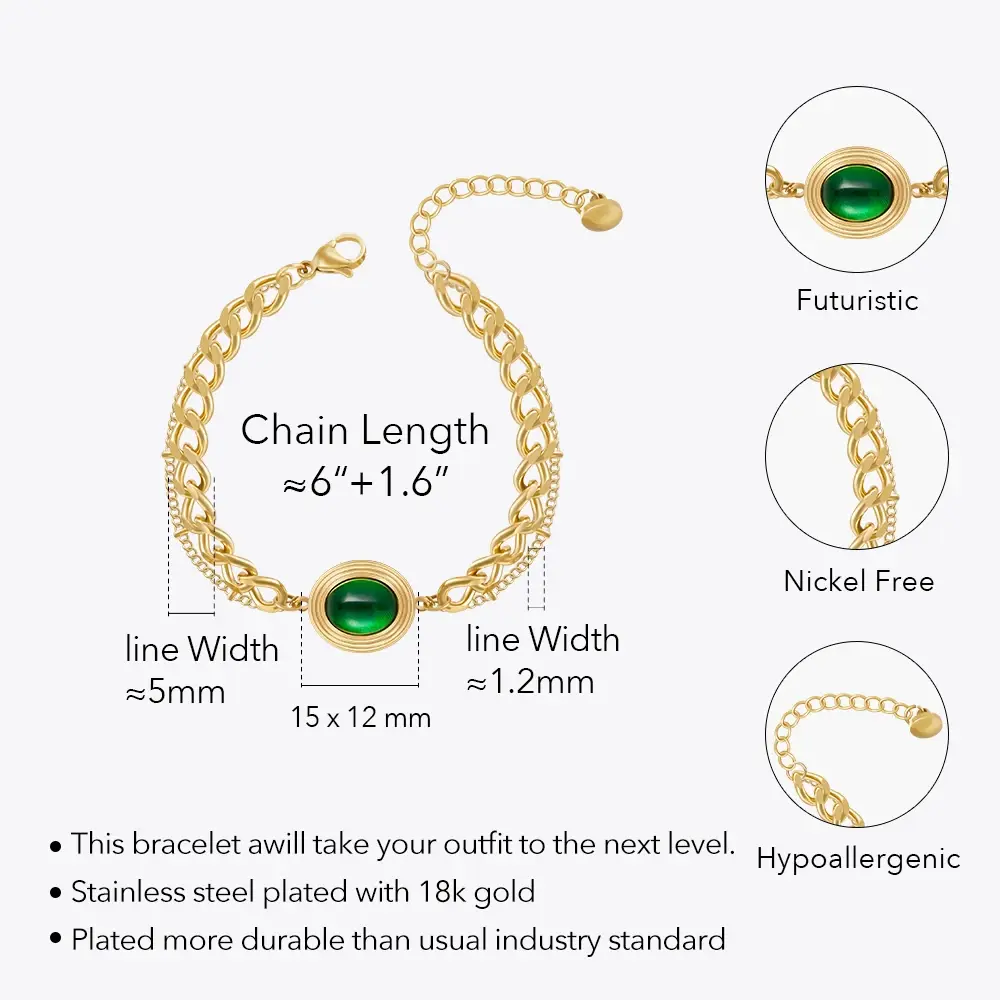 Chain Length
≈6“+1.6”
line Width
≈5mm
15 x 12 mm
line Width
≈1.2mm
Futuristic
Nickel Free
Hypoallergenic
• This bracelet awill take your outfit to the next level.
• Stainless steel plated with 18k gold
• Plated more durable than usual industry standard